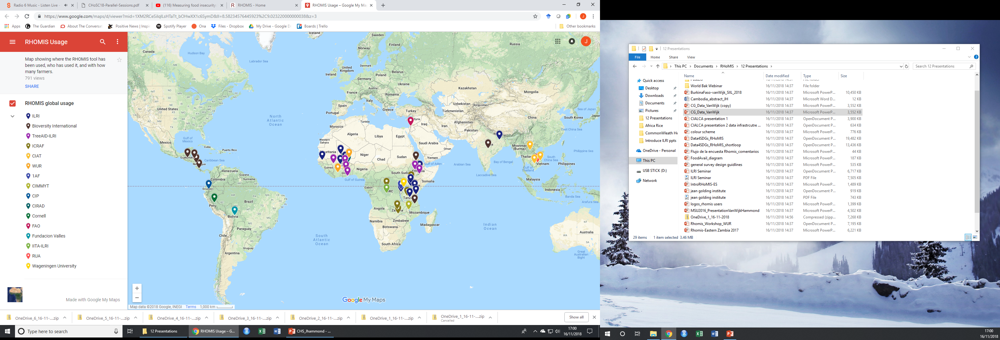 Radio 6 Music - Listen Live -
CHoSC18-Parallel-Sessions.pdf
(116) Measuring food insecurity:
RHOMIS - Home
RHOMIS Usage – Google My Ma
https://www.google.com/maps/d/viewer?mid=1XM2RCeSilqlLsHTaTt_bOHwXX1c6SymD&ll=8.58234576445923%2C9.023220000000038&z=3
Apps
The Guardian
About The Conversat
Positive News | Inspir
Spotify Player
Ona
Files - Dropbox
My Drive - Google D
Boards | Trello
Other bookmarks
RHOMIS Usage
Map showing where the RHOMIS tool has
been used, who has used it, and with how
many farmers.
791 views
SHARE
RHOMIS global usage
ILRI
Bioversity International
TreeAID-ILRI
ICRAF
CIAT
WUR
1AF
CIMMYT
CIP
CIRAD
Cornell
FAO
Fundacion Valles
IITA-ILRI
RUA
Wageningen University
Made with Google My Maps
Iceland
Sweden
Finland
Norway
Russia
Canada
Hudson Bay
Labrador Sea
United
Kingdom
Ireland
Denmark
Belarus
Poland
Germany
Ukraine
Kazakhstan
Mongolia
France
Austria
Romania
Italy
Spain
Portugal
Greece
Turkey
Uzbekistan
Kyrgyzstan
Turkmenistan
Sea of Japan
South Korea
Japan
China
United States
North
Atlantic
Ocean
Syria
Iraq
Iran
Afghanistan
Pakistan
East China Sea
Tunisia
Morocco
Algeria
Libya
Egypt
Western
Sahara
Saudi Arabia
Oman
Gulf of
Mexico
Mexico
Cuba
Puerto Rico
Guatemala
Caribbean Sea
Niger
Chad
Sudan
Yemen
Gulf of Aden
Arabian Sea
Bay of Bengal
Myanmar
(Burma)
Vietnam
South
China Sea
Philippine Sea
Philippines
Gulf of
Thailand
Guinea
Nigeria
Gulf of Guinea
South Sudan
Somalia
Laccadive Sea
Malaysia
Venezuela
Guyana
Suriname
Colombia
Ecuador
Gabon
Indonesia
Banda Sea
Arafura Sea
Peru
Brazil
Bolivia
Angola
Mozambique
Namibia
Zimbabwe
Botswana
Madagascar
South Africa
Indian
Ocean
Paraguay
Chile
Uruguay
Argentina
South
Atlantic
Ocean
NT
Australia
WA
SA
Great
Australian
Bight
Google My Maps
Map data ©2018 Google, INEGI Terms 1,000 km
OneDrive_6_16-11-....zip
OneDrive_5_16-11-....zip
OneDrive_4_16-11-....zip
OneDrive_3_16-11-....zip
OneDrive_2_16-11-....zip
OneDrive_1_16-11-....zip
OneDrive_1_16-11-....zip
Cancelled
Show all
Type here to search
12 Presentations
RHOMIS Usage – G...
CHS_Jhammond - ...
17:00
16/11/2018
12 Presentations
File Home Share View
This PC › Documents › RHoMIS › 12 Presentations ›
Search 12 Presentations
Quick access
Desktop
Downloads
Documents
Pictures
12 Presentations
Africa Rice
CommonWleath He
Introduce ILRI ppts
OneDrive - Personal
This PC
USB STICK (D:)
Network
Name Date modified Type Size
Posters 16/11/2018 14:37 File folder
World Bak Webinar 16/11/2018 14:37 File folder
BurkinaFaso-vanWijk_SIIL_2018 16/11/2018 14:37 Microsoft PowerP... 10,450 KB
Cambodia_abstract_JH 16/11/2018 14:37 Microsoft Word D... 12 KB
CG_Data_VanWijk (copy) 16/11/2018 14:37 Microsoft PowerP... 3,552 KB
CG_Data_VanWijk 16/11/2018 14:37 Microsoft PowerP... 3,552 KB
CIALCA presentation 1 16/11/2018 14:37 OpenDocument P... 3,900 KB
CIALCA presentation 2 data infrastrcutre ... 16/11/2018 14:37 OpenDocument P... 634 KB
colour scheme 16/11/2018 14:37 Microsoft PowerP... 776 KB
Data4SDGs_RHoMIS 16/11/2018 14:37 OpenDocument P... 19,482 KB
Data4SDGs_RHoMIS_shortloop 16/11/2018 14:37 OpenDocument P... 13,436 KB
Flujo de la encuesta Rhomis_comentarios 16/11/2018 14:37 Microsoft PowerP... 44 KB
FoodAvail_diagram 16/11/2018 14:37 Microsoft PowerP... 187 KB
general survey design guidlines 16/11/2018 14:37 Microsoft PowerP... 535 KB
ILRI Seminar 16/11/2018 14:37 OpenDocument P... 6,717 KB
ILRI Seminar 16/11/2018 14:37 PDF File 7,505 KB
IntroRHoMIS-ES 16/11/2018 14:37 Microsoft PowerP... 1,489 KB
jean golding institute 16/11/2018 14:37 OpenDocument P... 919 KB
jean golding institute 16/11/2018 14:37 PDF File 743 KB
logos_rhomis users 16/11/2018 14:37 Microsoft PowerP... 1,399 KB
MSU2016_PresentationVanWijkHammond 16/11/2018 14:37 Microsoft PowerP... 4,502 KB
OneDrive_1_16-11-2018 16/11/2018 14:56 Compressed (zipp... 7,268 KB
Rhomis_Workshop_WUR 16/11/2018 14:37 OpenDocument P... 7,195 KB
Rhomis-Eastern Zambia 2017 16/11/2018 14:37 Microsoft PowerP... 6,221 KB
29 items 1 item selected 3.46 MB
17:00
16/11/2018